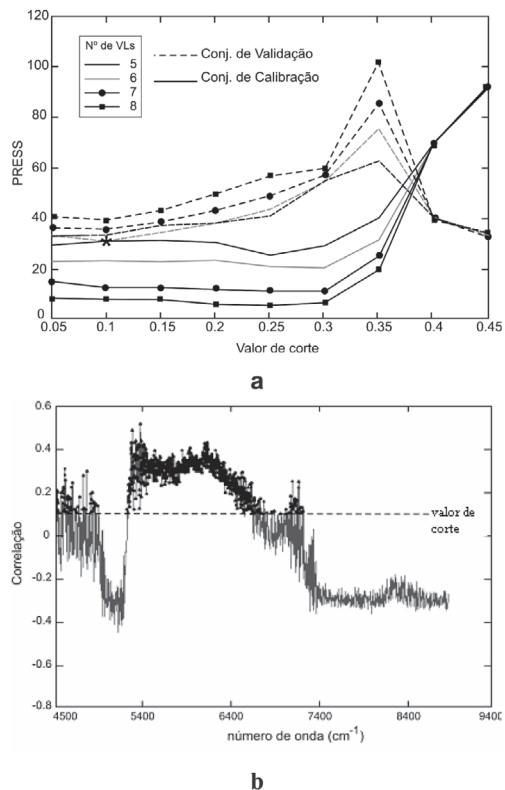 120
100
80
60
40
20
0
PRESS
Nº de VLs
5
6
7
8
Conj. de Validação
Conj. de Calibração
0.05 0.1 0.15 0.2 0.25 0.3 0.35 0.4 0.45
Valor de corte
a
0.6
0.4
0.2
0
-0.2
-0.4
-0.6
-0.8
Correlação
valor de
corte
4500 5400 6400 7400 8400 9400
número de onda (cm⁻¹)
b